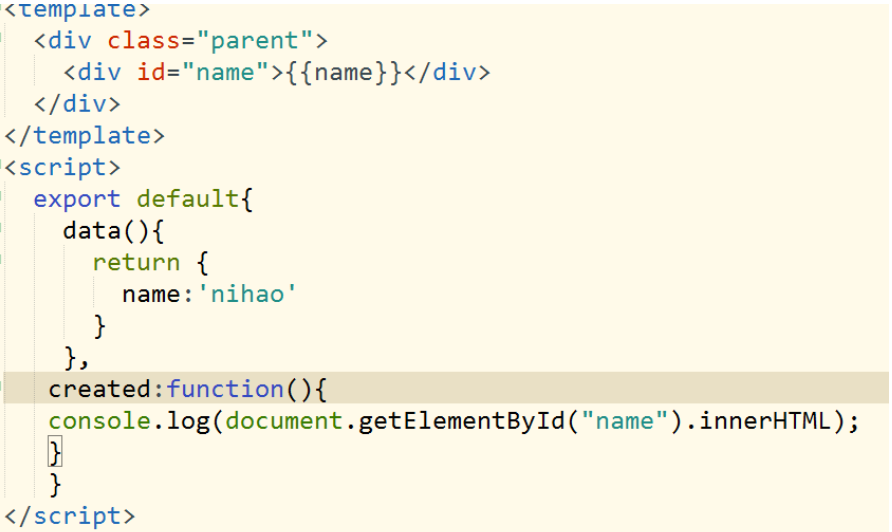 <template>
<div class="parent">
<div id="name">{{name}}</div>
</div>
</template>
<script>
export default{
data(){
return {
name:'nihao'
}
},
created:function(){
console.log(document.getElementById("name").innerHTML);
}
}
</script>